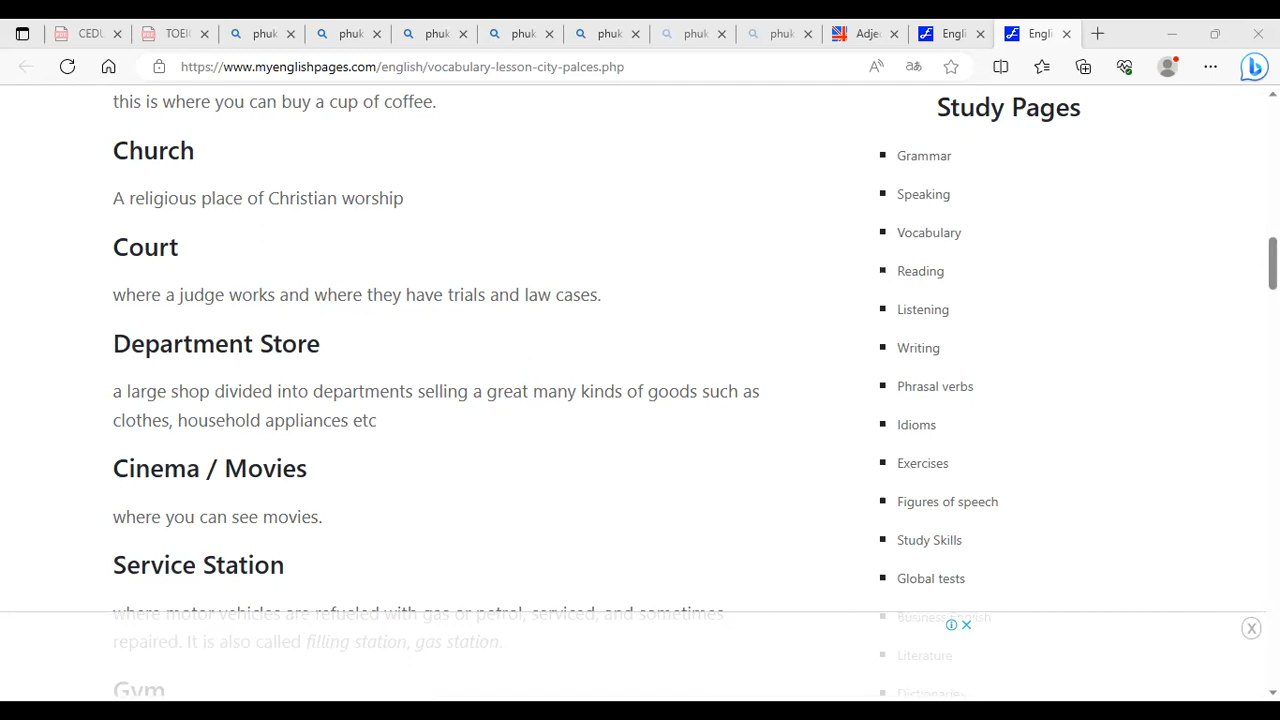 CEDU
TOEI
phuk
phuk
phuk
phuk
phuk
phuk
phuk
Adje
Engli
Engli
https://www.myenglishpages.com/english/vocabulary-lesson-city-palces.php
this is where you can buy a cup of coffee.
Church
A religious place of Christian worship
Court
where a judge works and where they have trials and law cases.
Department Store
a large shop divided into departments selling a great many kinds of goods such as
clothes, household appliances etc
Cinema / Movies
where you can see movies.
Service Station
where motor vehicles are refueled with gas or petrol, serviced, and sometimes
repaired. It is also called filling station, gas station.
Gym
Study Pages
Grammar
Speaking
Vocabulary
Reading
Listening
Writing
Phrasal verbs
Idioms
Exercises
Figures of speech
Study Skills
Global tests
Business English
Literature
Dictionaries